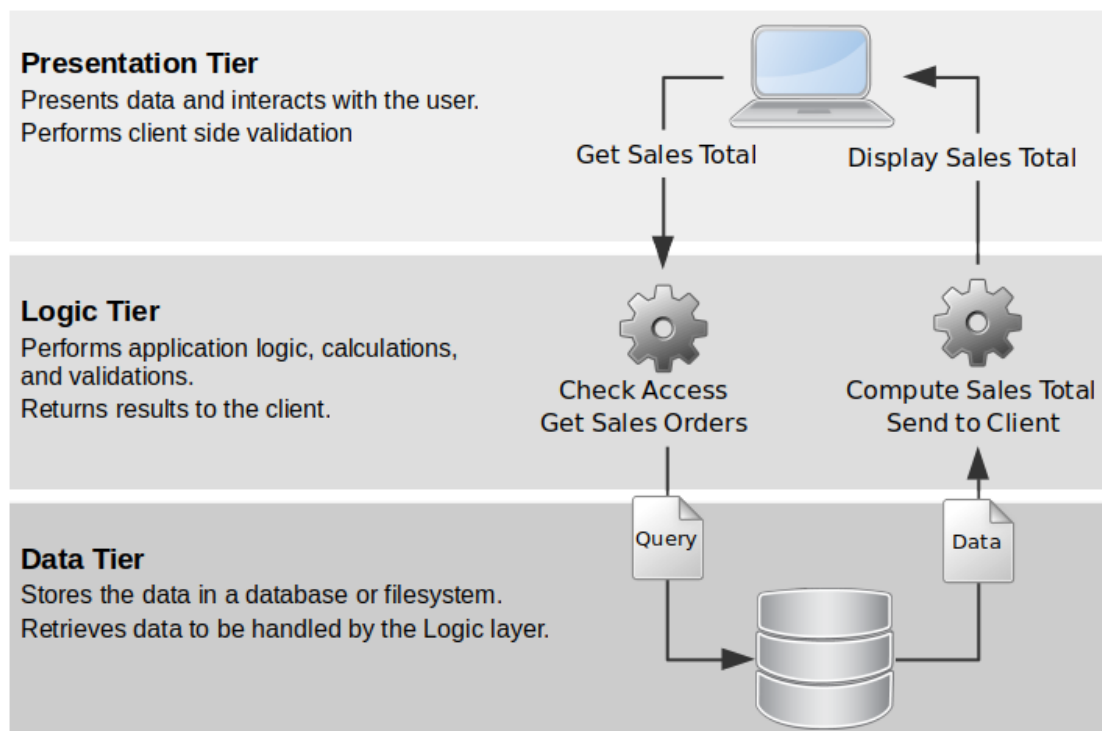 Presentation Tier
Presents data and interacts with the user.
Performs client side validation
Get Sales Total
Display Sales Total
Logic Tier
Performs application logic, calculations,
and validations.
Returns results to the client.
Check Access
Get Sales Orders
Compute Sales Total
Send to Client
Data Tier
Stores the data in a database or filesystem.
Retrieves data to be handled by the Logic layer.
Query
Data